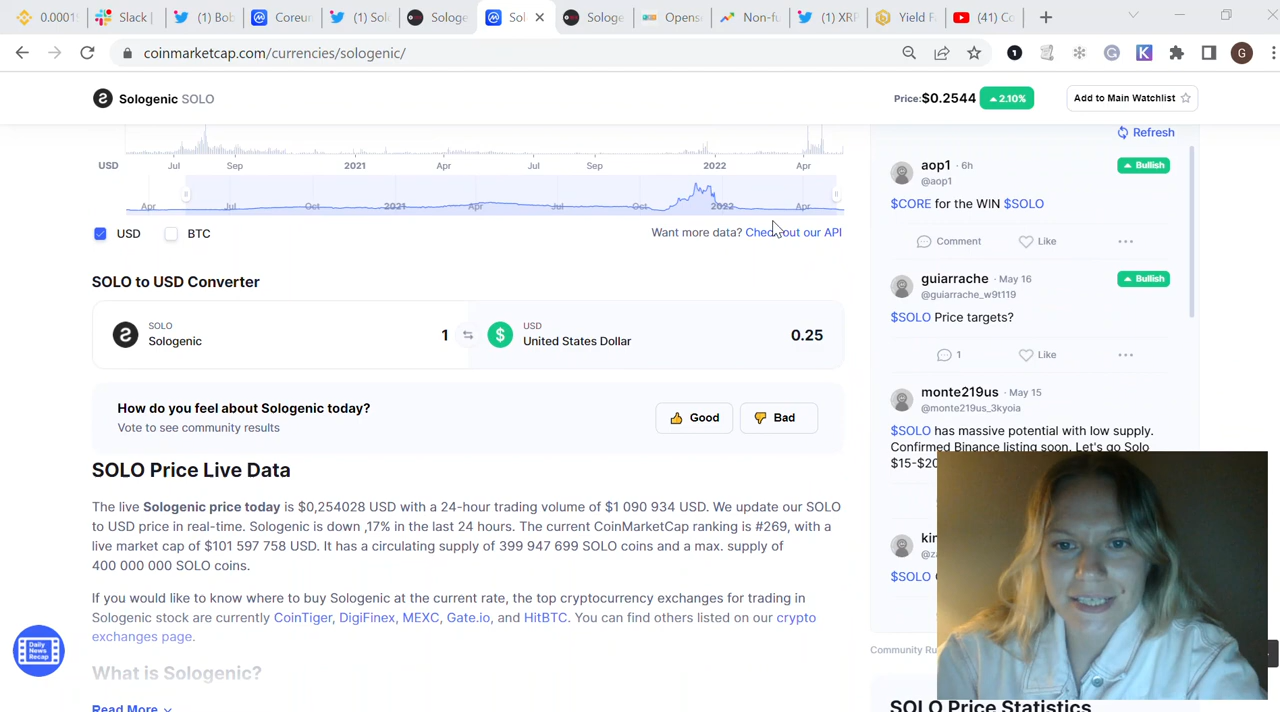 0.0001
Slack |
(1) Bob
Coreun
(1) Solo
Sologe
Sol
Sologe
Opens
Non-fu
(1) XRP
Yield F
(41) Co
coinmarketcap.com/currencies/sologenic/
G
Sologenic SOLO
Price:$0.2544
2.10%
Add to Main Watchlist
USD
Jul
Sep
2021
Apr
Jul
Sep
2022
Apr
Apr
Jul
Oct
2021
Apr
Jul
Oct
2022
Apr
USD
BTC
Want more data? Check out our API
SOLO to USD Converter
SOLO
Sologenic
1
USD
United States Dollar
0.25
How do you feel about Sologenic today?
Vote to see community results
Good
Bad
SOLO Price Live Data
The live Sologenic price today is $0,254028 USD with a 24-hour trading volume of $1 090 934 USD. We update our SOLO
to USD price in real-time. Sologenic is down ,17% in the last 24 hours. The current CoinMarketCap ranking is #269, with a
live market cap of $101 597 758 USD. It has a circulating supply of 399 947 699 SOLO coins and a max. supply of
400 000 000 SOLO coins.
If you would like to know where to buy Sologenic at the current rate, the top cryptocurrency exchanges for trading in
Sologenic stock are currently CoinTiger, DigiFinex, MEXC, Gate.io, and HitBTC. You can find others listed on our crypto
exchanges page.
What is Sologenic?
Read More
Daily
News
Recap
Refresh
aop1 · 6h
@aop1
Bullish
$CORE for the WIN $SOLO
Comment
Like
guiarrache · May 16
@guiarrache_w9t119
Bullish
$SOLO Price targets?
1
Like
monte219us · May 15
@monte219us_3kyoia
$SOLO has massive potential with low supply.
Confirmed Binance listing soon. Let's go Solo
$15-$20
kin
@za
$SOLO
Community Ru
SOLO Price Statistics